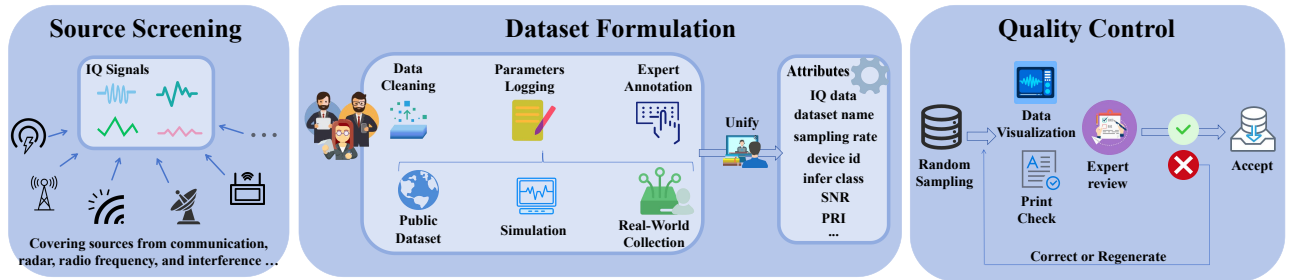 Source Screening
IQ Signals
Covering sources from communication,
radar, radio frequency, and interference ...
Dataset Formulation
Data
Cleaning
Parameters
Logging
Expert
Annotation
Public
Dataset
Simulation
Real-World
Collection
Unify
Attributes
IQ data
dataset name
sampling rate
device id
infer class
SNR
PRI
...
Quality Control
Random
Sampling
Data
Visualization
Print
Check
Expert
review
Accept
Correct or Regenerate